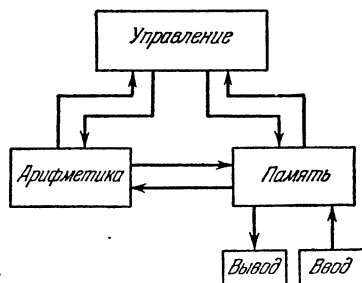 Управление
Арифметика
Память
Вывод
Ввод